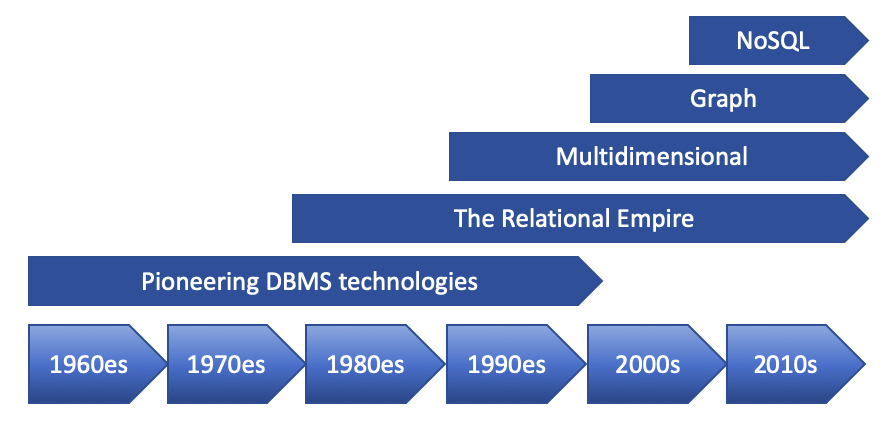 NoSQL
Graph
Multidimensional
The Relational Empire
Pioneering DBMS technologies
1960es
1970es
1980es
1990es
2000s
2010s